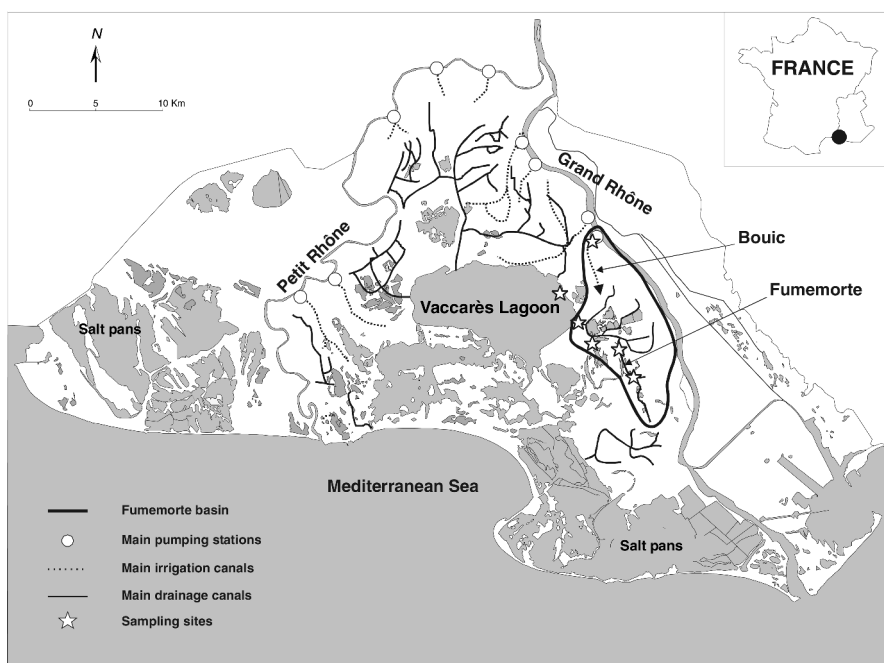 N
0 5 10 Km
FRANCE
Grand Rhône
Bouic
Petit Rhône
Fumemorte
Vaccarès Lagoon
Salt pans
Mediterranean Sea
Salt pans
Fumemorte basin
Main pumping stations
Main irrigation canals
Main drainage canals
Sampling sites